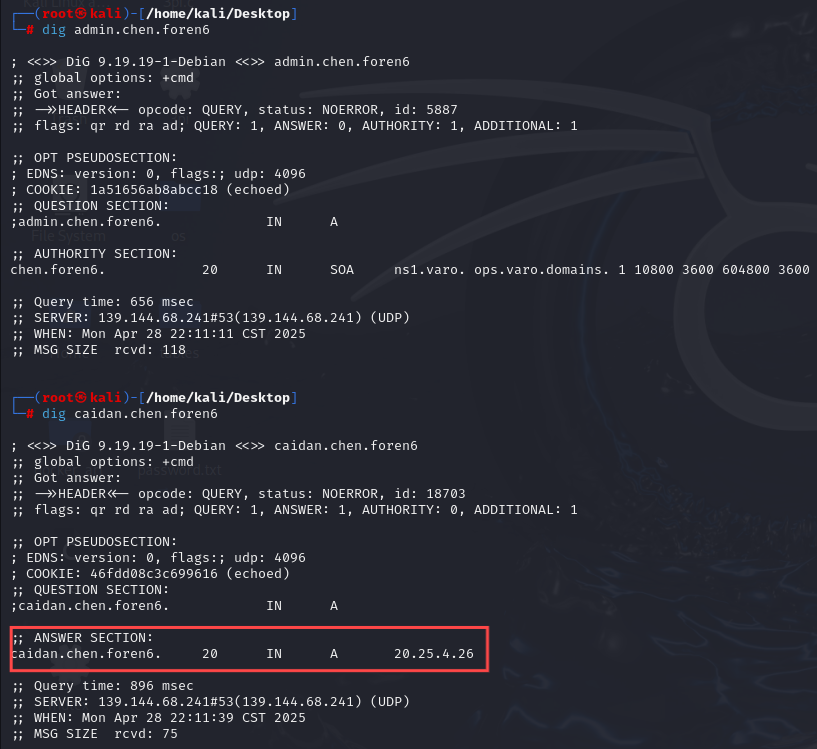 ┌──(root㉿kali)-[/home/kali/Desktop]
└─# dig admin.chen.foren6
; <<>> DiG 9.19.19-1-Debian <<>> admin.chen.foren6
;; global options: +cmd
;; Got answer:
;; ->>HEADER<<- opcode: QUERY, status: NOERROR, id: 5887
;; flags: qr rd ra ad; QUERY: 1, ANSWER: 0, AUTHORITY: 1, ADDITIONAL: 1
;; OPT PSEUDOSECTION:
; EDNS: version: 0, flags:; udp: 4096
; COOKIE: 1a51656ab8abcc18 (echoed)
;; QUESTION SECTION:
;admin.chen.foren6. IN A
File System os
;; AUTHORITY SECTION:
chen.foren6. 20 IN SOA ns1.varo. ops.varo.domains. 1 10800 3600 604800 3600
;; Query time: 656 msec
;; SERVER: 139.144.68.241#53(139.144.68.241) (UDP)
;; WHEN: Mon Apr 28 22:11:11 CST 2025
;; MSG SIZE rcvd: 118
┌──(root㉿kali)-[/home/kali/Desktop]
└─# dig caidan.chen.foren6
; <<>> DiG 9.19.19-1-Debian <<>> caidan.chen.foren6
;; global options: +cmd
password.txt
;; Got answer:
;; ->>HEADER<<- opcode: QUERY, status: NOERROR, id: 18703
;; flags: qr rd ra ad; QUERY: 1, ANSWER: 1, AUTHORITY: 0, ADDITIONAL: 1
;; OPT PSEUDOSECTION:
; EDNS: version: 0, flags:; udp: 4096
; COOKIE: 46fdd08c3c699616 (echoed)
;; QUESTION SECTION:
;caidan.chen.foren6. IN A
;; ANSWER SECTION:
caidan.chen.foren6. 20 IN A 20.25.4.26
;; Query time: 896 msec
;; SERVER: 139.144.68.241#53(139.144.68.241) (UDP)
;; WHEN: Mon Apr 28 22:11:39 CST 2025
;; MSG SIZE rcvd: 75